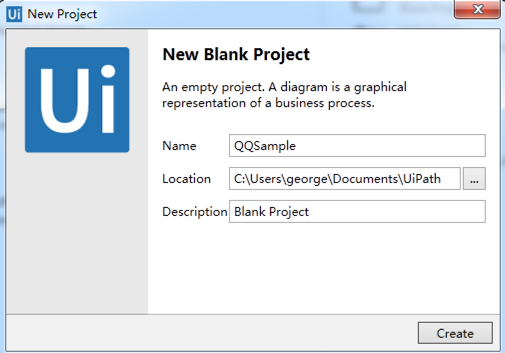 Ui New Project
Ui
New Blank Project
An empty project. A diagram is a graphical
representation of a business process.
Name QQSample
Location C:\Users\george\Documents\UiPath ...
Description Blank Project
Create